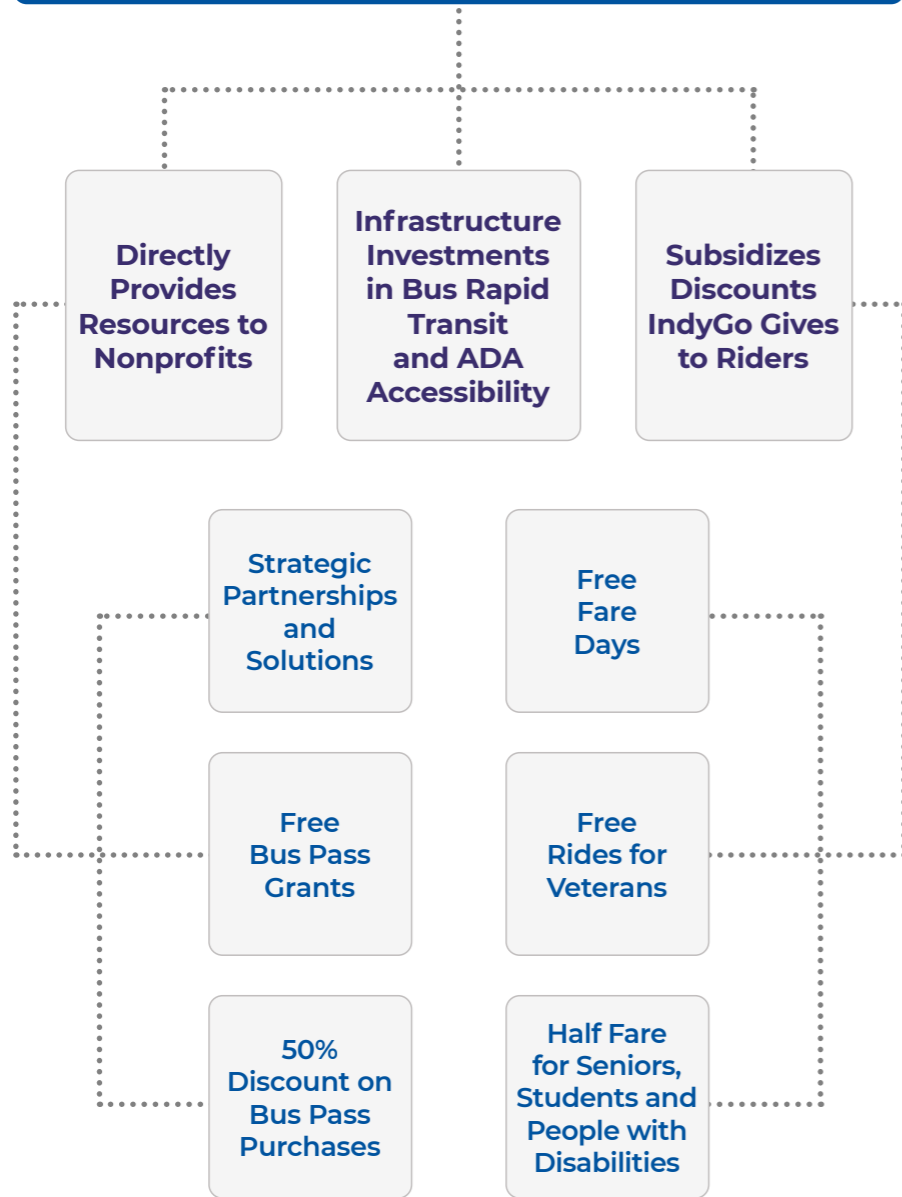 Directly
Provides
Resources to
Nonprofits
Infrastructure
Investments
in Bus Rapid
Transit
and ADA
Accessibility
Subsidizes
Discounts
IndyGo Gives
to Riders
Strategic
Partnerships
and
Solutions
Free
Fare
Days
Free
Bus Pass
Grants
Free
Rides for
Veterans
50%
Discount on
Bus Pass
Purchases
Half Fare
for Seniors,
Students and
People with
Disabilities